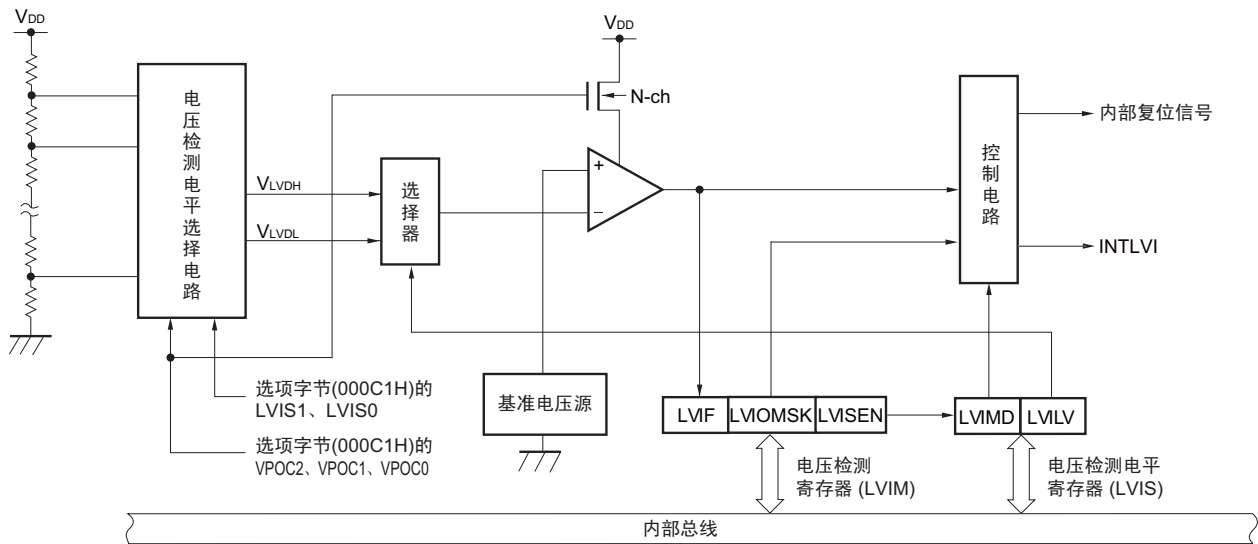 VDD
VDD
N-ch
电压检测电平选择电路
VLVDH
VLVDL
选择器
+
−
控制电路
内部复位信号
INTLVI
选项字节(000C1H)的
LVIS1、LVIS0
选项字节(000C1H)的
VPOC2、VPOC1、VPOC0
基准电压源
LVIF
LVIOMSK
LVISEN
LVIMD
LVILV
电压检测
寄存器 (LVIM)
电压检测电平
寄存器 (LVIS)
内部总线